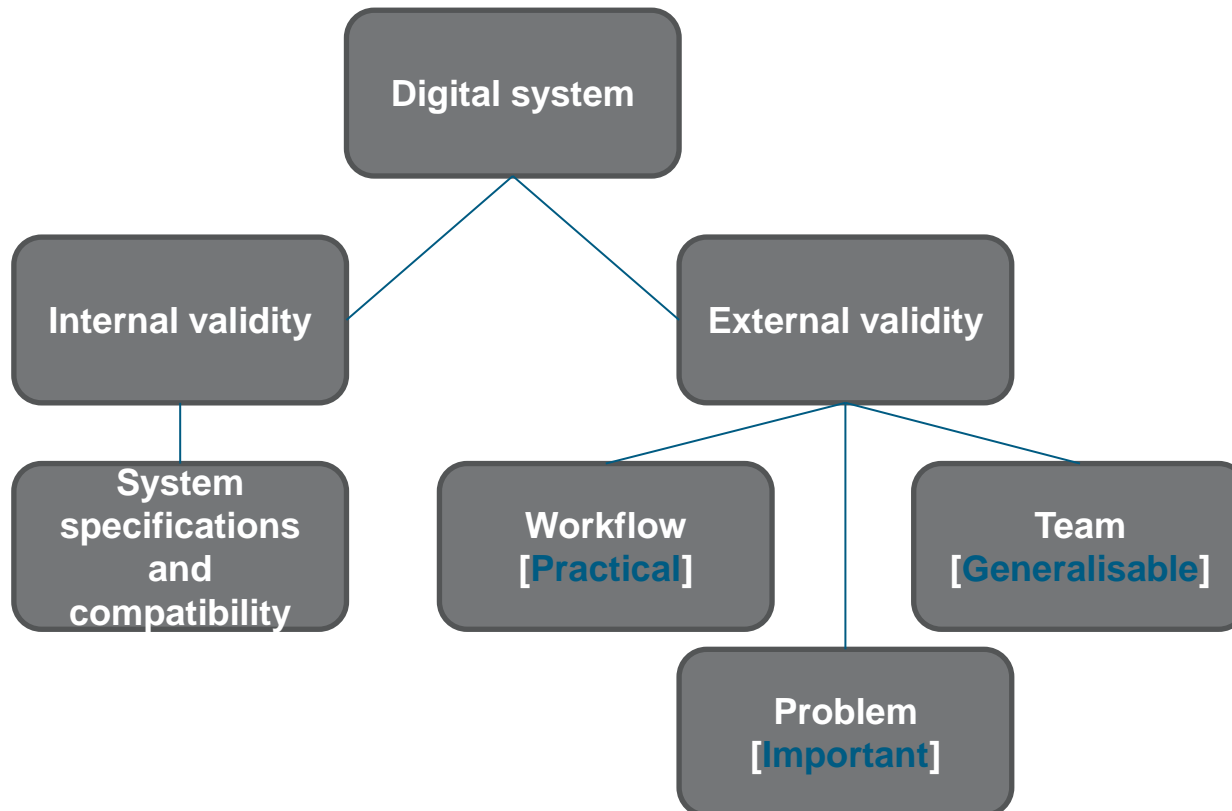 Digital system
Internal validity
External validity
System
specifications
and
compatibility
Workflow
[Practical]
Team
[Generalisable]
Problem
[Important]